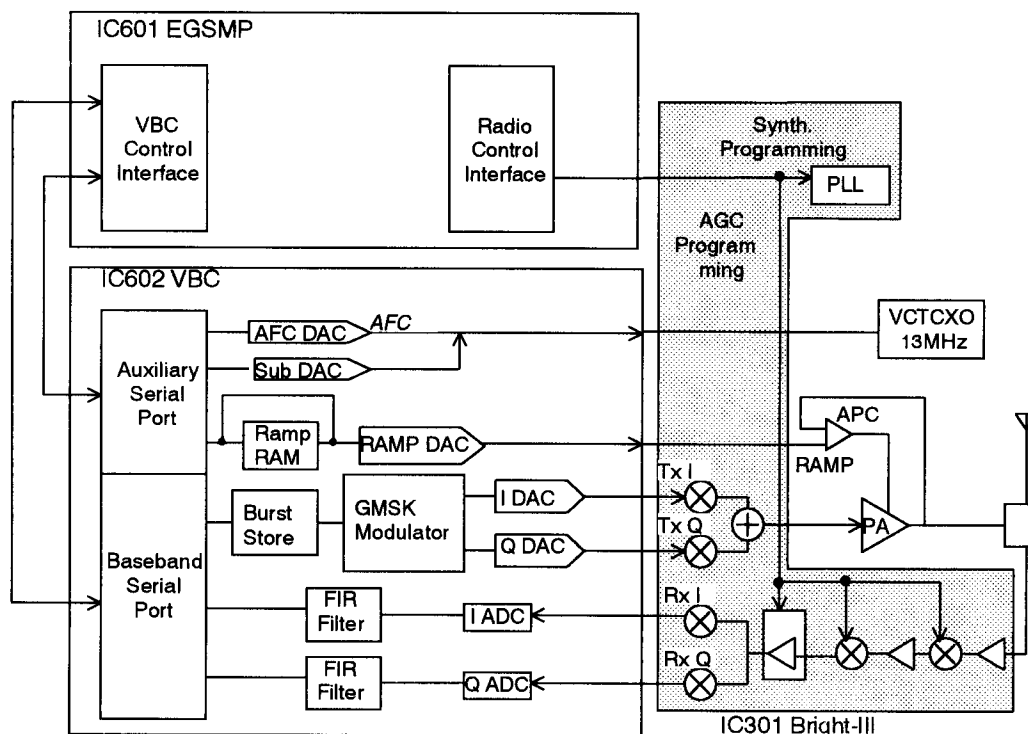 IC601 EGSMP
VBC
Control
Interface
Radio
Control
Interface
Synth.
Programming
PLL
AGC
Program
ming
IC602 VBC
Auxiliary
Serial
Port
AFC DAC
AFC
Sub DAC
VCTCXO
13MHz
Ramp
RAM
RAMP DAC
APC
RAMP
Baseband
Serial
Port
Burst
Store
GMSK
Modulator
I DAC
Q DAC
Tx I
Tx Q
PA
FIR
Filter
I ADC
Rx I
FIR
Filter
Q ADC
Rx Q
IC301 Bright-III